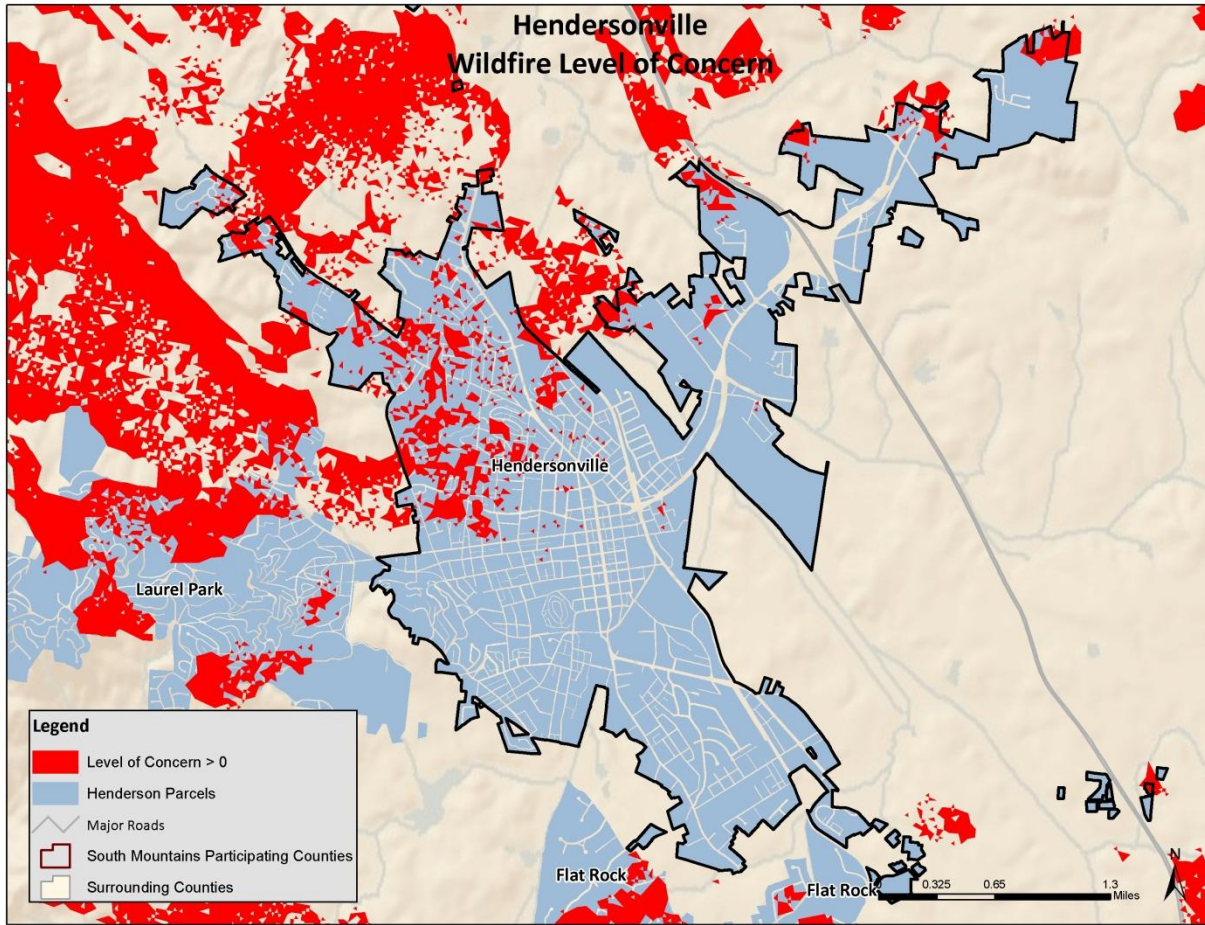 Hendersonville
Wildfire Level of Concern
Hendersonville
Laurel Park
Flat Rock
Flat Rock
Legend
Level of Concern > 0
Henderson Parcels
Major Roads
South Mountains Participating Counties
Surrounding Counties
N
0.325 0.65 1.3
Miles